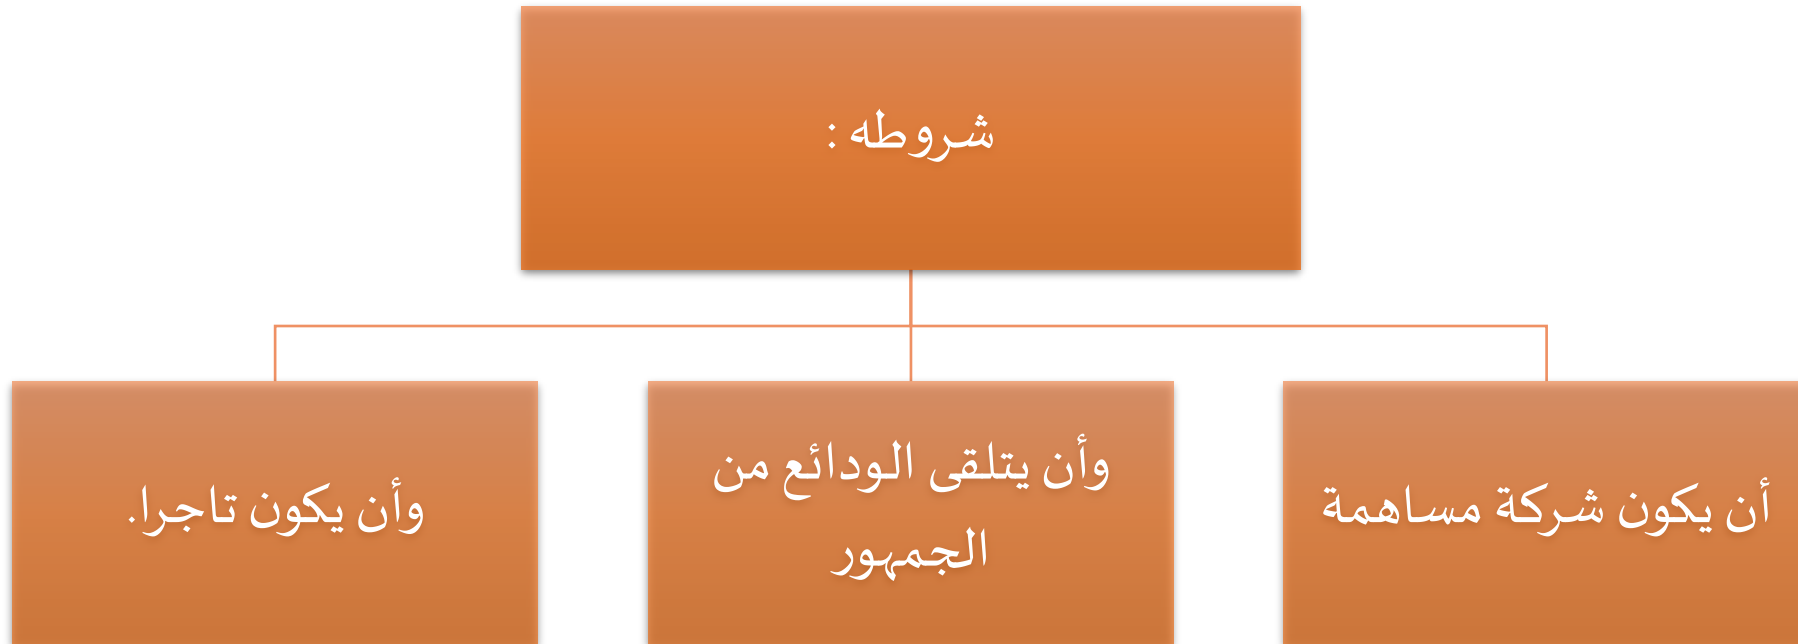 شروطه :
أن يكون شركة مساهمة
وأن يتلقى الودائع من
الجمهور
وأن يكون تاجرا.